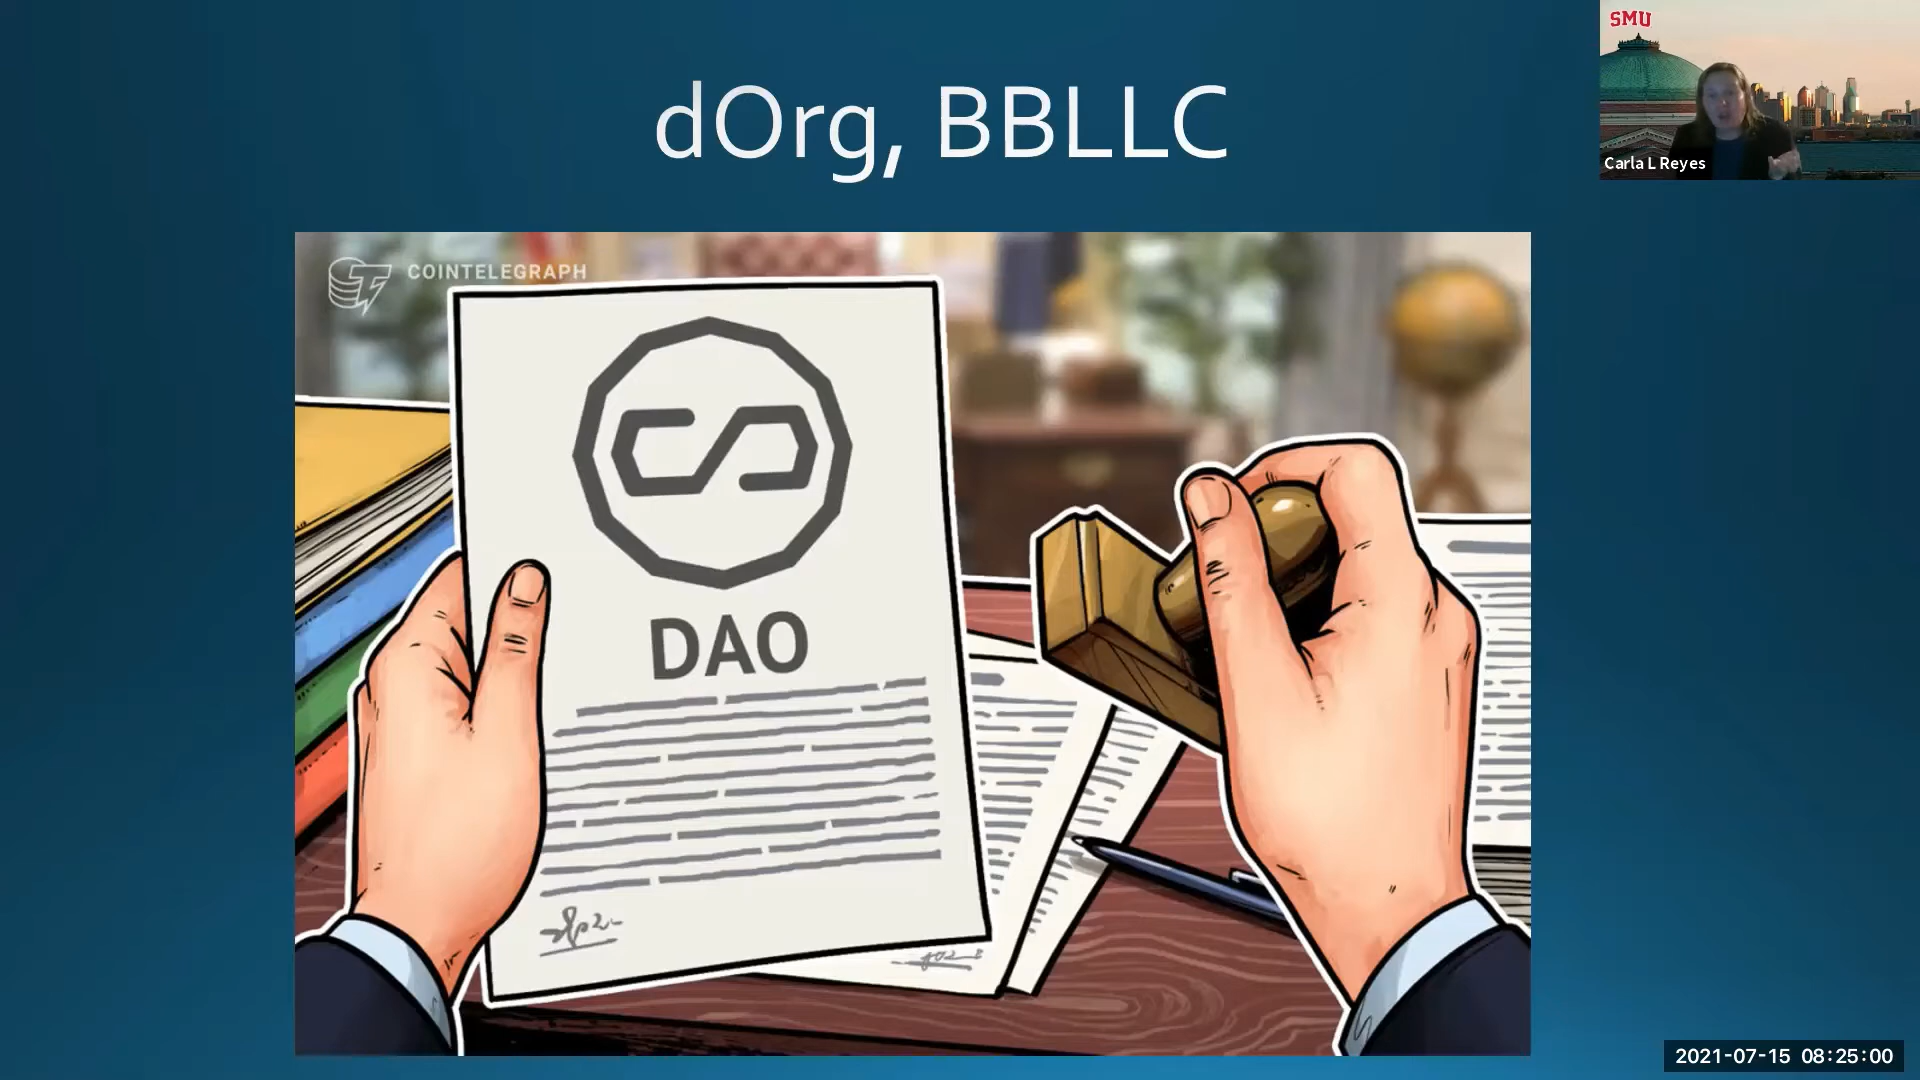 dOrg, BBLLC
SMU
Carla L Reyes
COINTELEGRAPH
DAO
2021-07-15 08:25:00